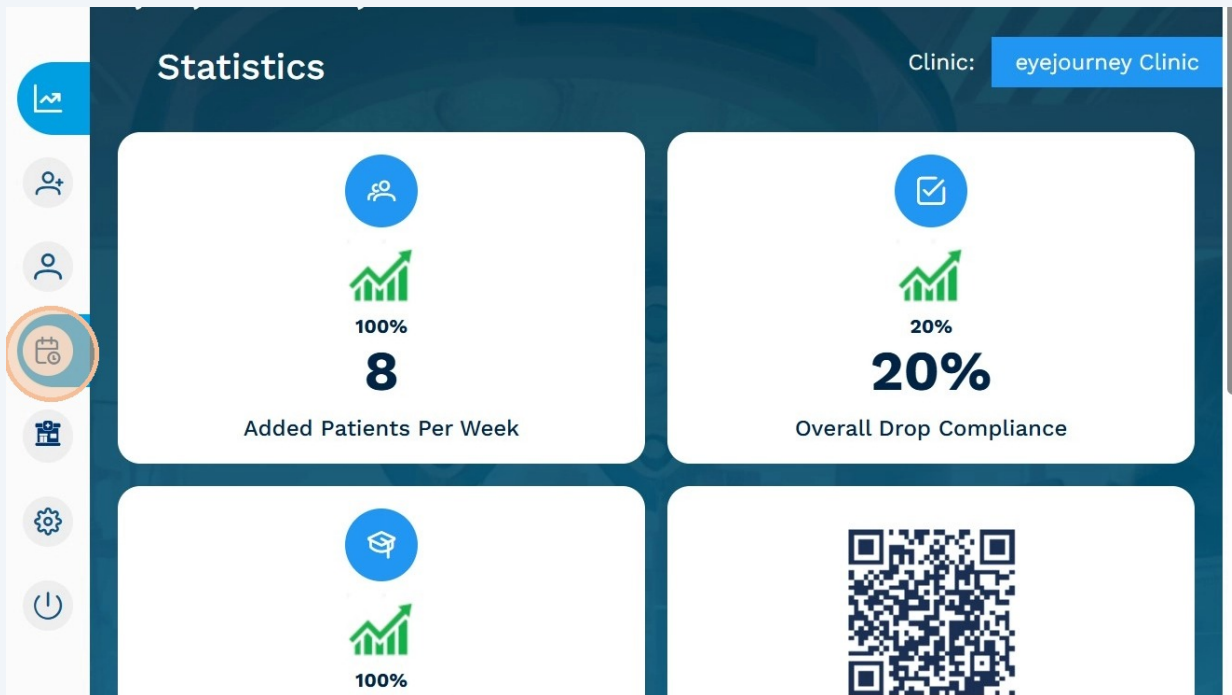 Statistics
Clinic: eyejourney Clinic
100%
8
Added Patients Per Week
20%
20%
Overall Drop Compliance
100%